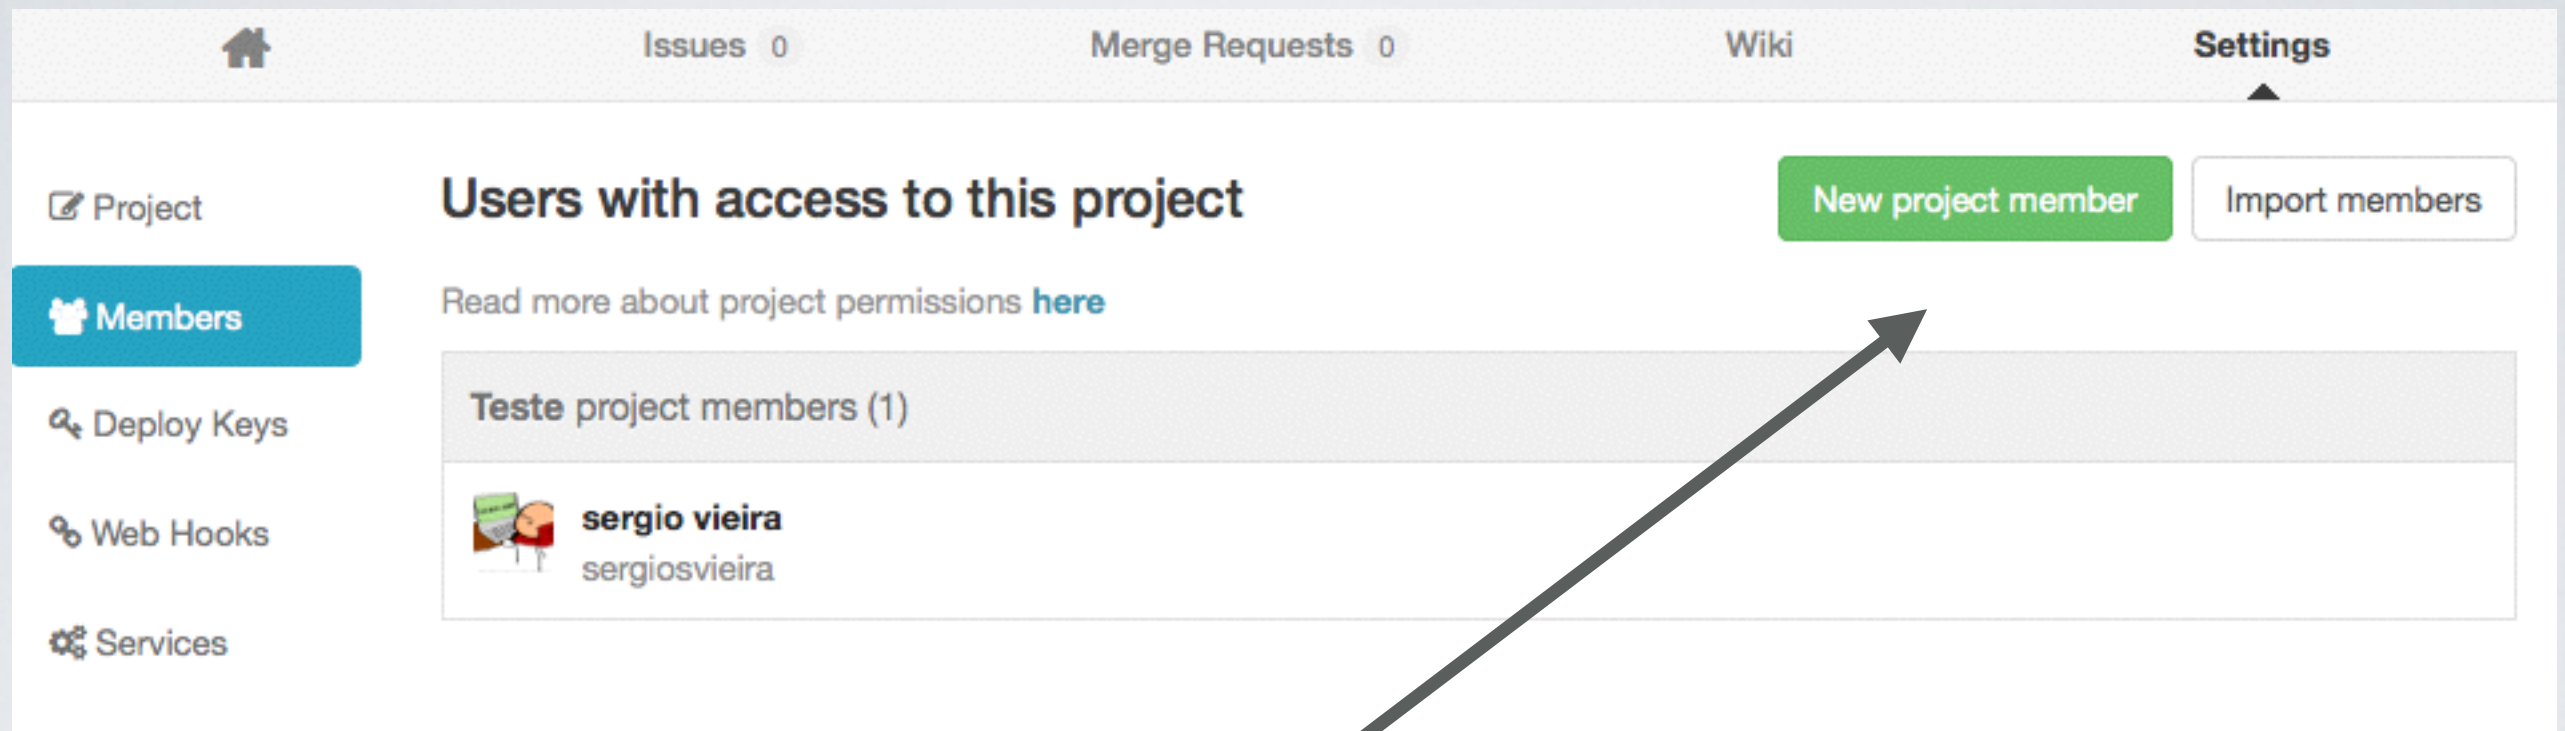 Issues 0 Merge Requests 0 Wiki Settings
Project
Members
Deploy Keys
Web Hooks
Services
Users with access to this project
New project member Import members
Read more about project permissions here
Teste project members (1)
sergio vieira
sergiosvieira